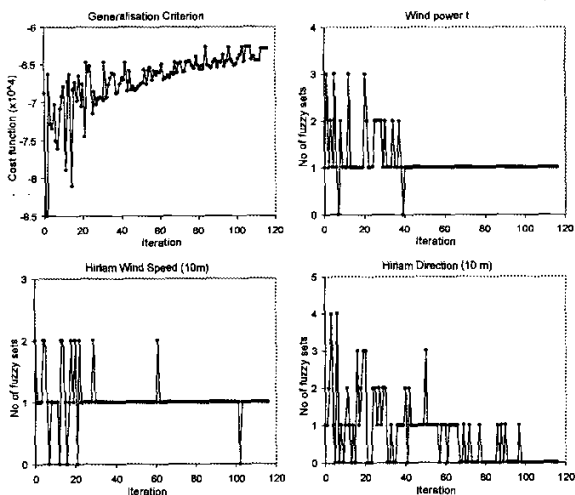 Generalisation Criterion
-6
-6.5
-7
-7.5
-8
-8.5
Cost function (x10^4)
0 20 40 60 80 100 120
Iteration
Wind power t
4
3
2
1
0
No of fuzzy sets
0 20 40 60 80 100 120
Iteration
Hirlam Wind Speed (10m)
3
2
1
0
No of fuzzy sets
0 20 40 60 80 100 120
Iteration
Hirlam Direction (10 m)
5
4
3
2
1
0
No of fuzzy sets
0 20 40 60 80 100 120
Iteration